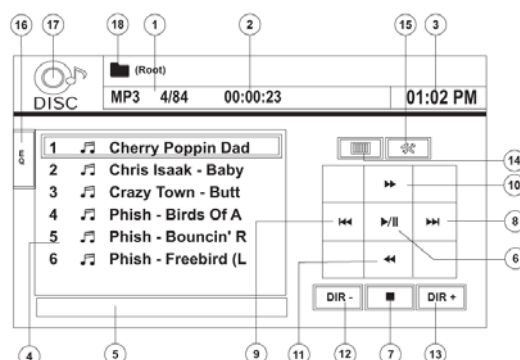 16 17 18 1 2 15 3
(Root)
DISC MP3 4/84 00:00:23 01:02 PM
1 Cherry Poppin Dad
2 Chris Isaak - Baby
3 Crazy Town - Butt
4 Phish - Birds Of A
5 Phish - Bouncin' R
6 Phish - Freebird (L
14
10
9 8
6
DIR - DIR +
4 5 9 11 12 7 13